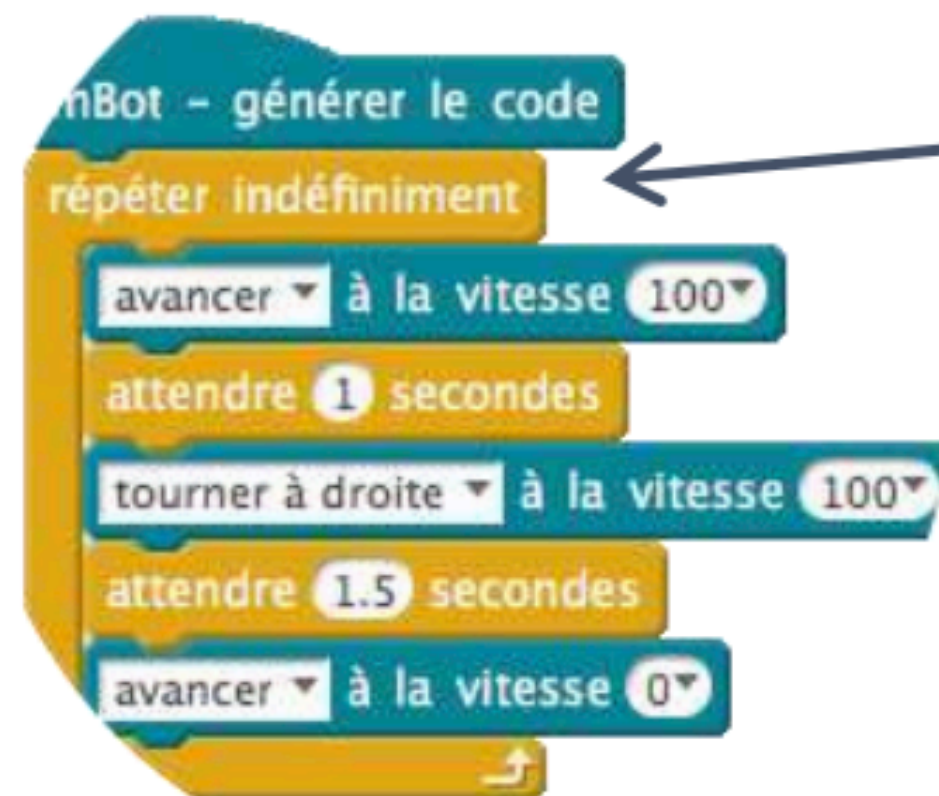 mBot - générer le code
répéter indéfiniment
avancer à la vitesse 100
attendre 1 secondes
tourner à droite à la vitesse 100
attendre 1.5 secondes
avancer à la vitesse 0